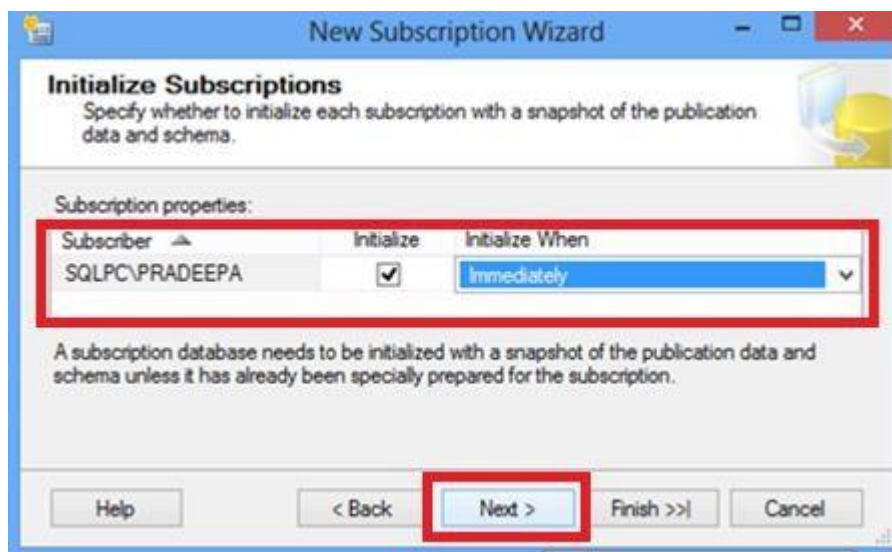 New Subscription Wizard
Initialize Subscriptions
Specify whether to initialize each subscription with a snapshot of the publication
data and schema.
Subscription properties:
Subscriber Initialize Initialize When
SQLPC\PRADEEPA Immediately
A subscription database needs to be initialized with a snapshot of the publication data and
schema unless it has already been specially prepared for the subscription.
Help < Back Next > Finish >>| Cancel